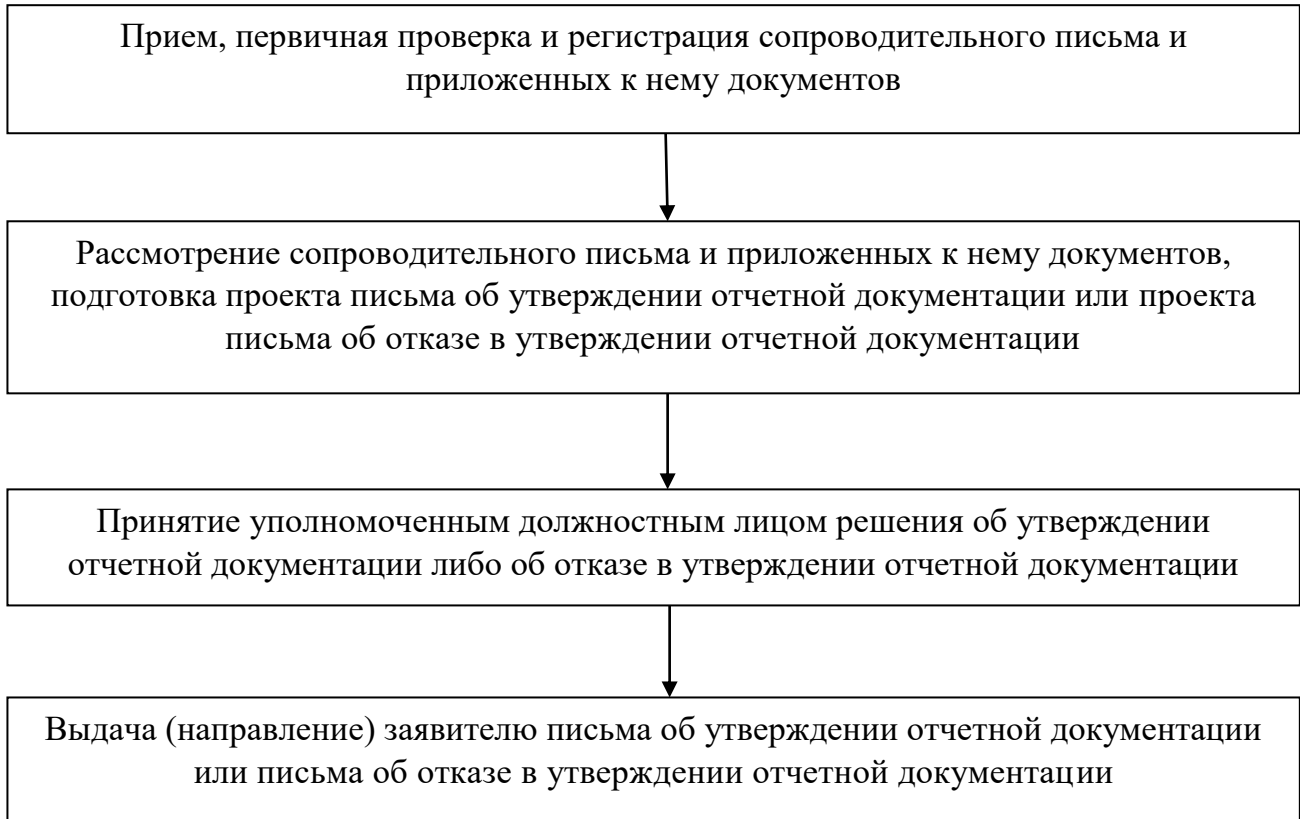 Прием, первичная проверка и регистрация сопроводительного письма и
приложенных к нему документов
Рассмотрение сопроводительного письма и приложенных к нему документов,
подготовка проекта письма об утверждении отчетной документации или проекта
письма об отказе в утверждении отчетной документации
Принятие уполномоченным должностным лицом решения об утверждении
отчетной документации либо об отказе в утверждении отчетной документации
Выдача (направление) заявителю письма об утверждении отчетной документации
или письма об отказе в утверждении отчетной документации